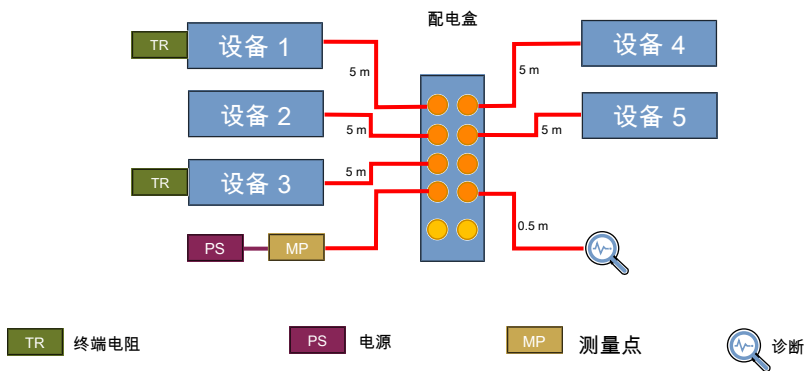 配电盒
TR
设备 1
设备 4
5 m
5 m
设备 2
设备 5
5 m
5 m
TR
设备 3
5 m
0.5 m
PS
MP
TR
终端电阻
PS
电源
MP
测量点
诊断